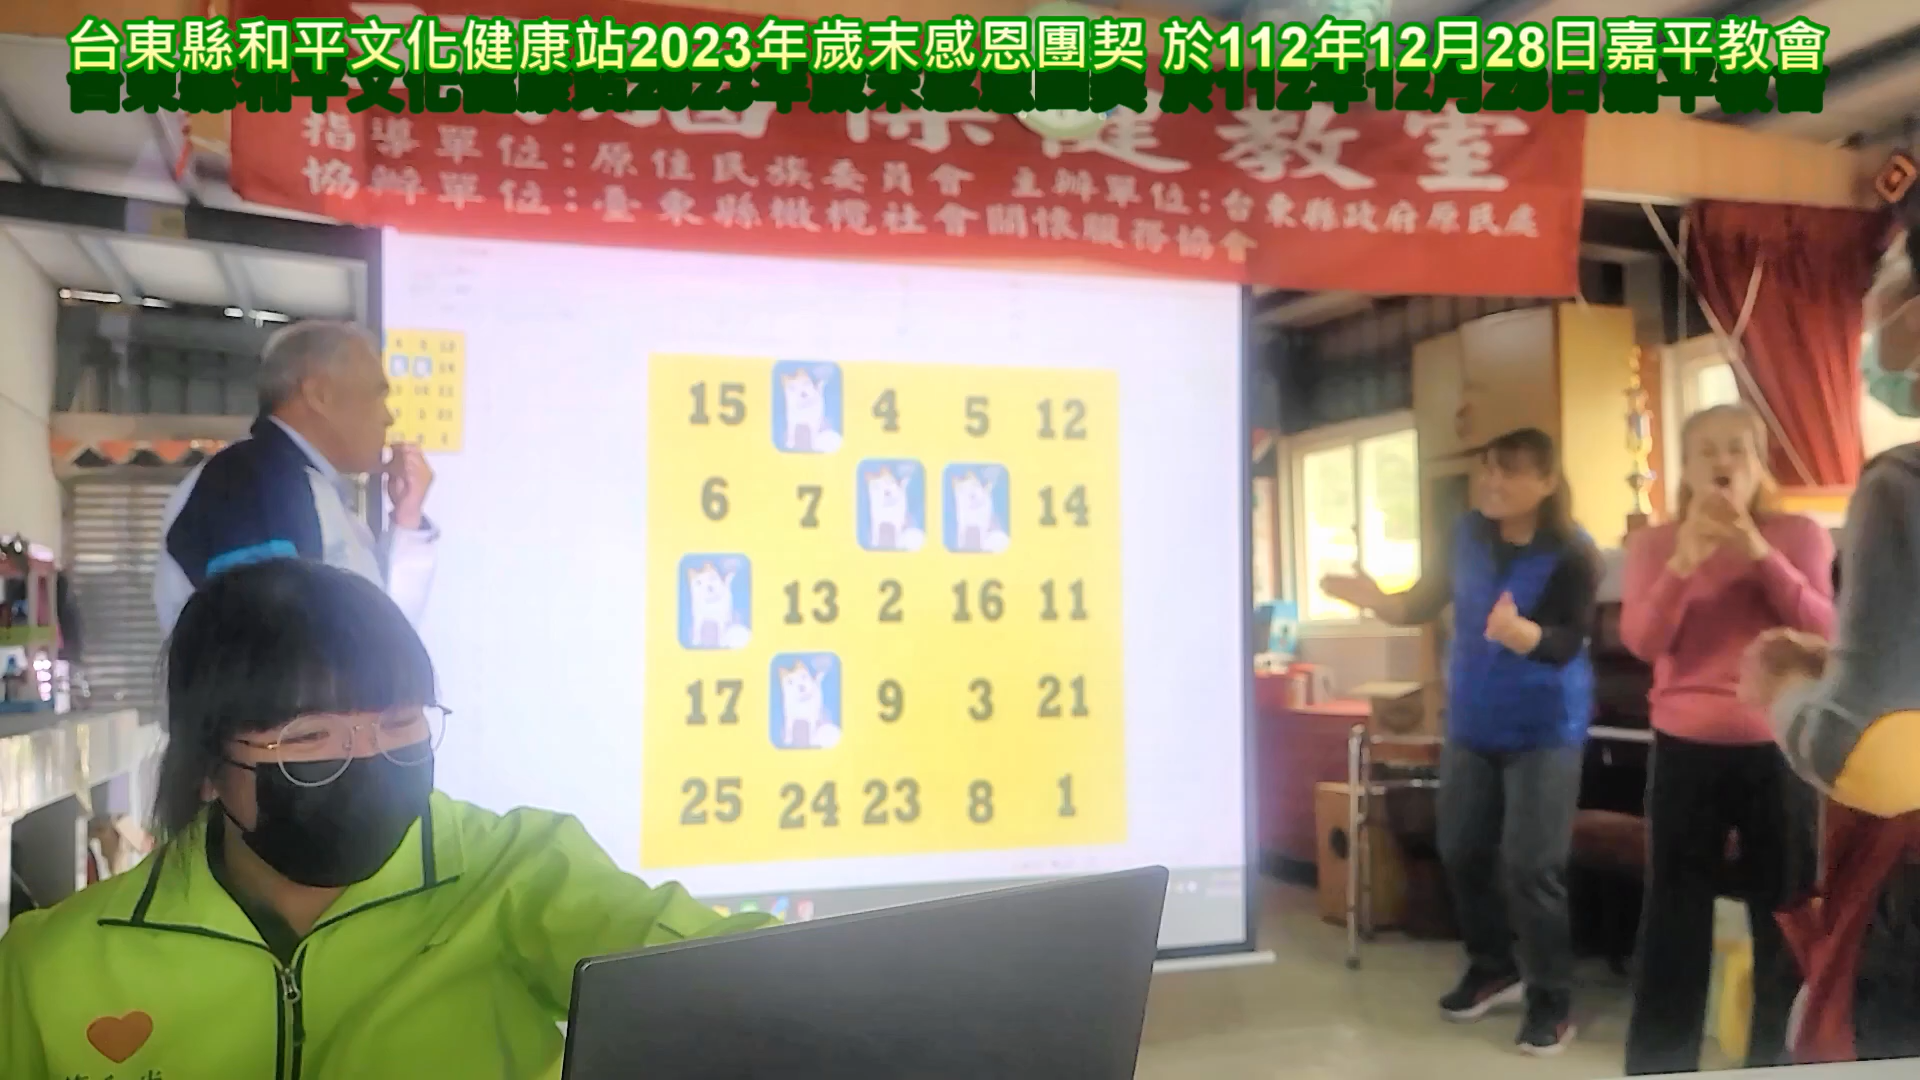 台東縣和平文化健康站2023年歲末感恩團契 於112年12月28日嘉平教會
健教室
指導單位:原住民族委員會 主辦單位:台東縣政府原民處
協辦單位:臺東縣橄欖社會關懷服務協會
15 4 5 12
6 7 14
13 2 16 11
17 9 3 21
25 24 23 8 1